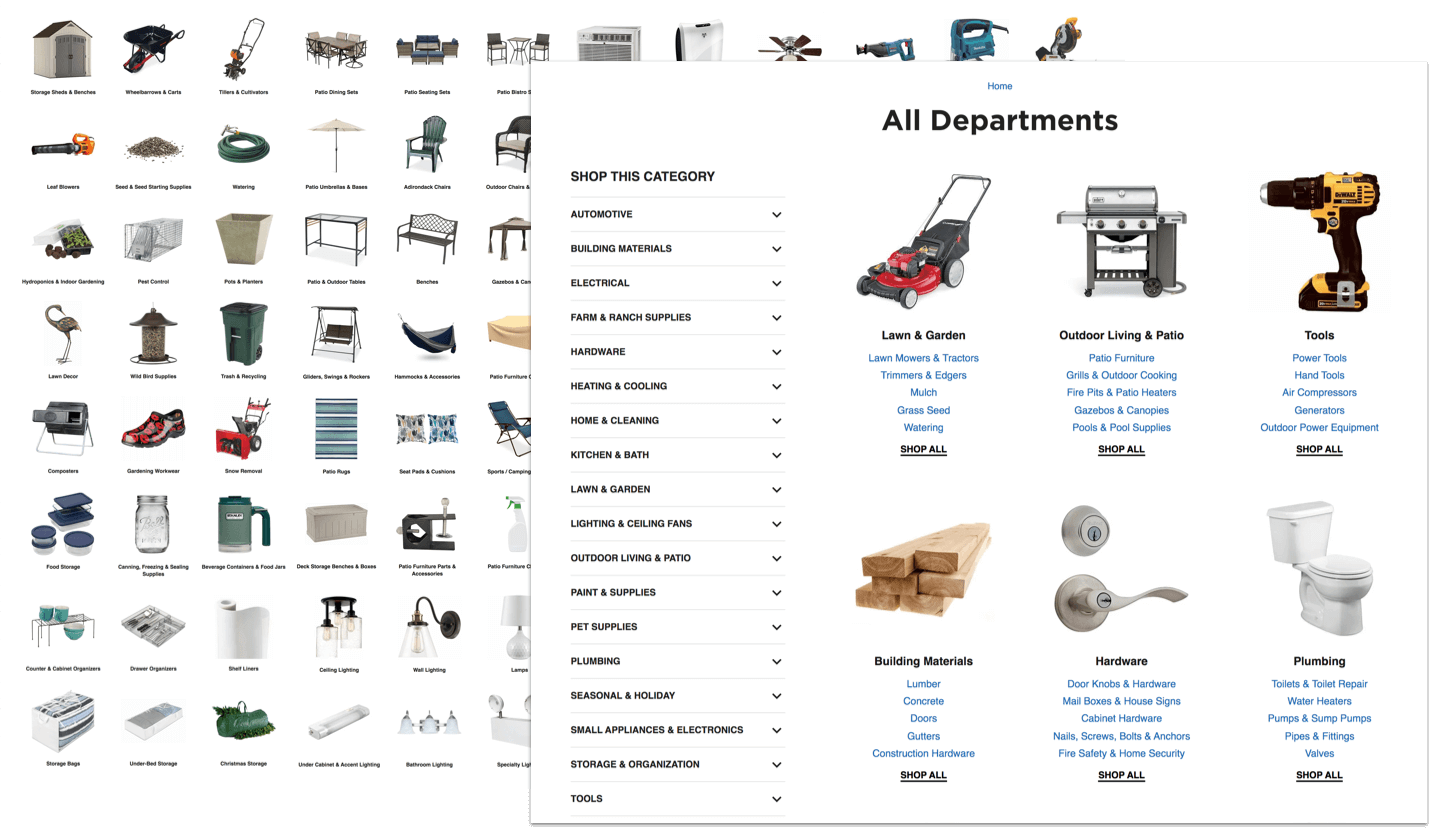 Storage Sheds & Benches
Wheelbarrows & Carts
Tillers & Cultivators
Patio Dining Sets
Patio Seating Sets
Patio Bistro S
Leaf Blowers
Seed & Seed Starting Supplies
Watering
Patio Umbrellas & Bases
Adirondack Chairs
Outdoor Chairs &
Hydroponics & Indoor Gardening
Pest Control
Pots & Planters
Patio & Outdoor Tables
Benches
Gazebos & Can
Lawn Decor
Wild Bird Supplies
Trash & Recycling
Gliders, Swings & Rockers
Hammocks & Accessories
Patio Furniture C
Composters
Gardening Workwear
Snow Removal
Patio Rugs
Seat Pads & Cushions
Sports / Camping
Food Storage
Canning, Freezing & Sealing
Supplies
Beverage Containers & Food Jars
Deck Storage Benches & Boxes
Patio Furniture Parts &
Accessories
Patio Furniture Cl
Counter & Cabinet Organizers
Drawer Organizers
Shelf Liners
Ceiling Lighting
Wall Lighting
Lamps
Storage Bags
Under-Bed Storage
Christmas Storage
Under Cabinet & Accent Lighting
Bathroom Lighting
Specialty Ligh
Home
All Departments
SHOP THIS CATEGORY
AUTOMOTIVE
BUILDING MATERIALS
ELECTRICAL
FARM & RANCH SUPPLIES
HARDWARE
HEATING & COOLING
HOME & CLEANING
KITCHEN & BATH
LAWN & GARDEN
LIGHTING & CEILING FANS
OUTDOOR LIVING & PATIO
PAINT & SUPPLIES
PET SUPPLIES
PLUMBING
SEASONAL & HOLIDAY
SMALL APPLIANCES & ELECTRONICS
STORAGE & ORGANIZATION
TOOLS
Lawn & Garden
Lawn Mowers & Tractors
Trimmers & Edgers
Mulch
Grass Seed
Watering
SHOP ALL
Outdoor Living & Patio
Patio Furniture
Grills & Outdoor Cooking
Fire Pits & Patio Heaters
Gazebos & Canopies
Pools & Pool Supplies
SHOP ALL
DEWALT
Tools
Power Tools
Hand Tools
Air Compressors
Generators
Outdoor Power Equipment
SHOP ALL
Building Materials
Lumber
Concrete
Doors
Gutters
Construction Hardware
SHOP ALL
Hardware
Door Knobs & Hardware
Mail Boxes & House Signs
Cabinet Hardware
Nails, Screws, Bolts & Anchors
Fire Safety & Home Security
SHOP ALL
Plumbing
Toilets & Toilet Repair
Water Heaters
Pumps & Sump Pumps
Pipes & Fittings
Valves
SHOP ALL